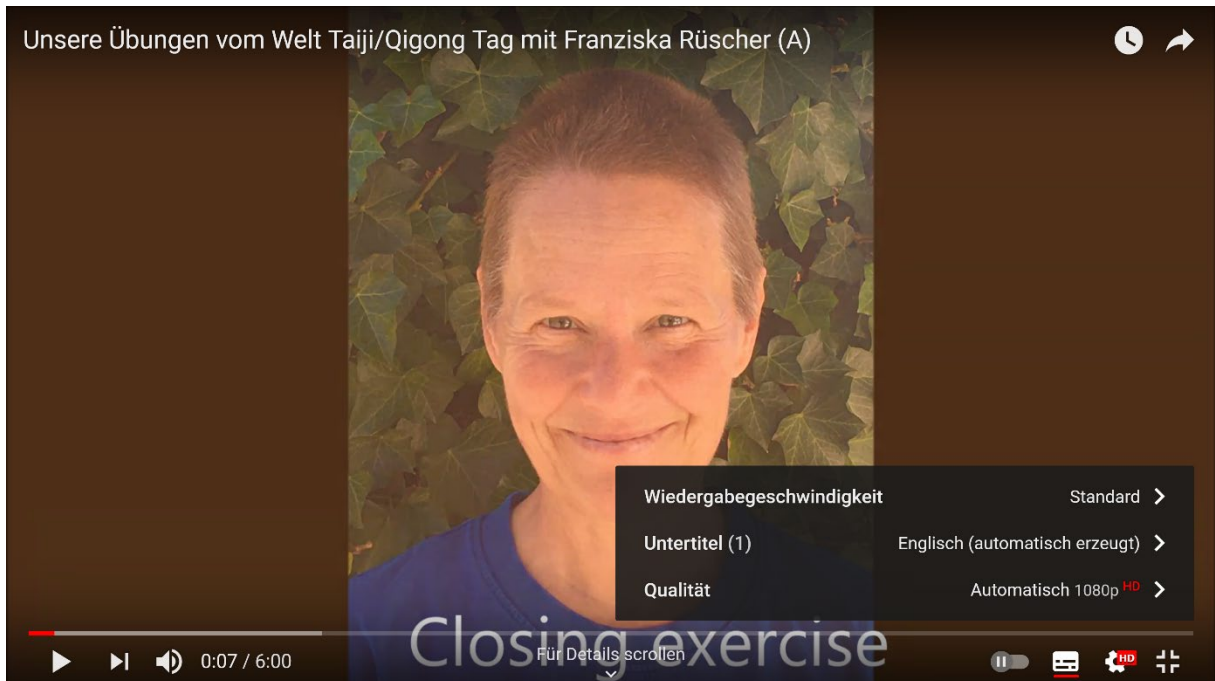 Unsere Übungen vom Welt Taiji/Qigong Tag mit Franziska Rüscher (A)
Wiedergabegeschwindigkeit Standard
Untertitel (1) Englisch (automatisch erzeugt)
Qualität Automatisch 1080p HD
Closing exercise
Für Details scrollen
0:07 / 6:00
HD